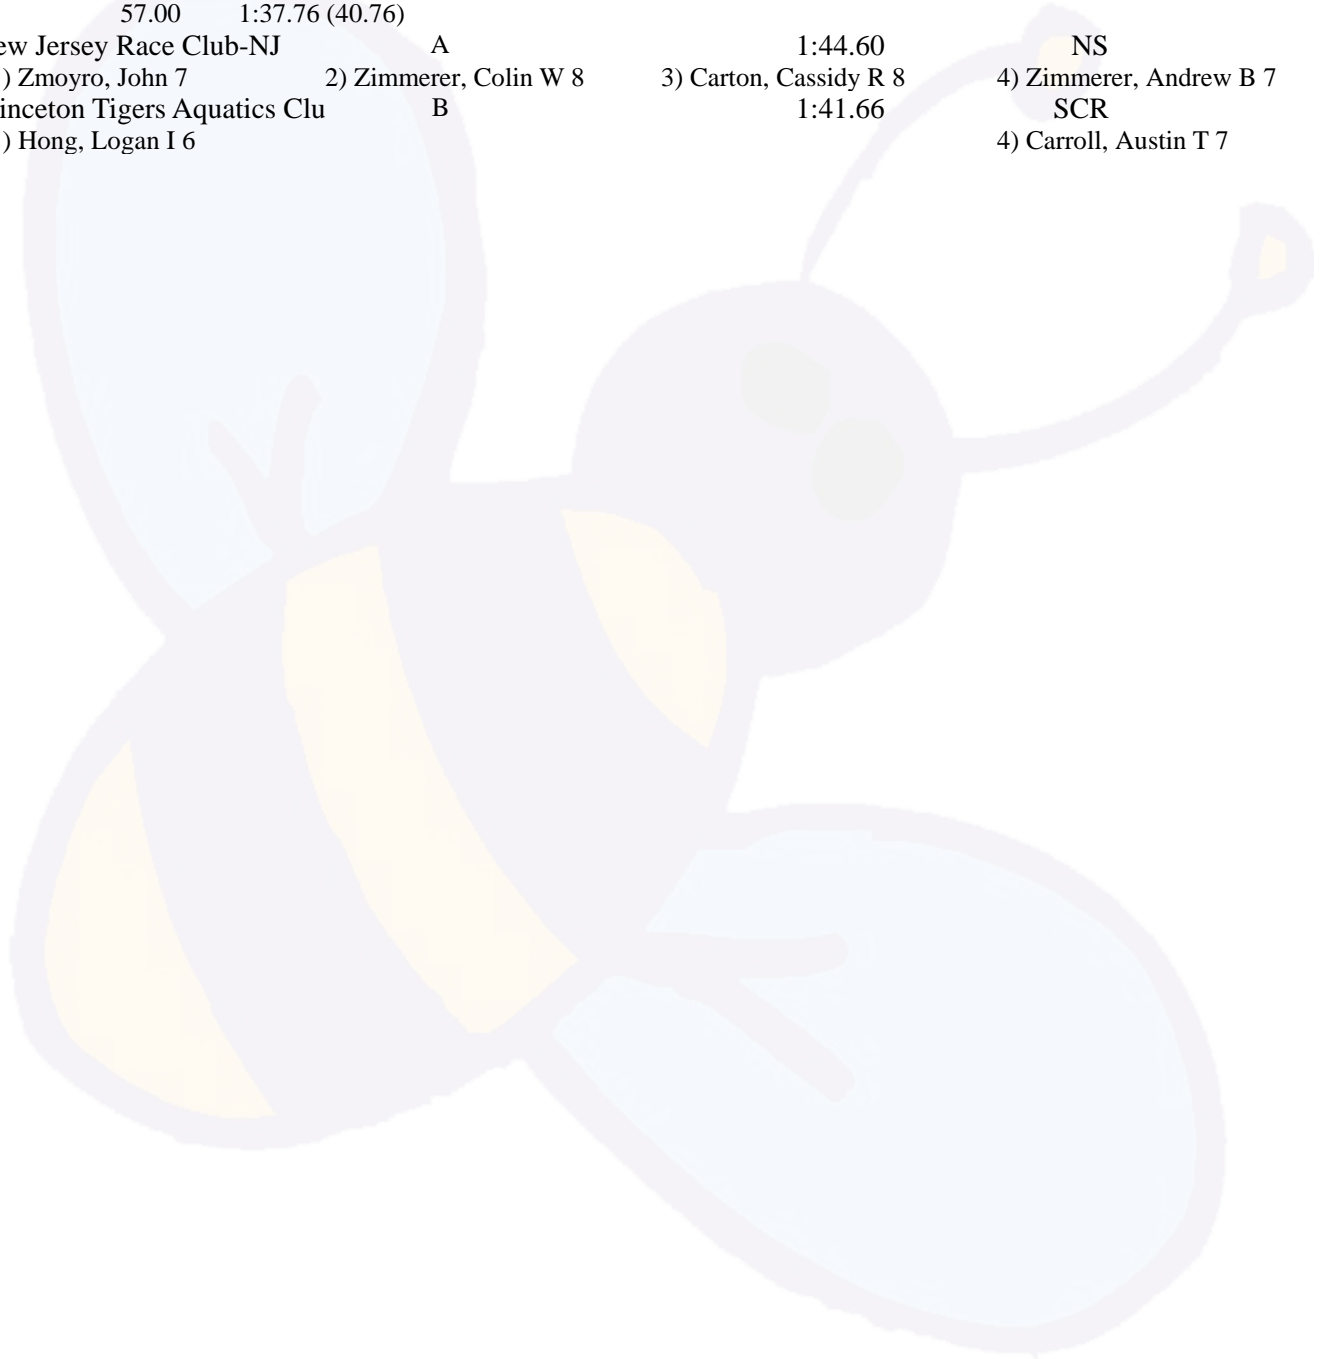 57.00 1:37.76 (40.76)
ew Jersey Race Club-NJ A 1:44.60 NS
) Zmoyro, John 7 2) Zimmerer, Colin W 8 3) Carton, Cassidy R 8 4) Zimmerer, Andrew B 7
inceton Tigers Aquatics Clu B 1:41.66 SCR
) Hong, Logan I 6 4) Carroll, Austin T 7